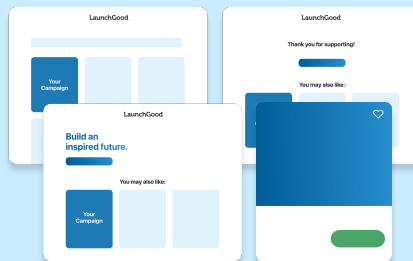 LaunchGood
Your
Campaign
LaunchGood
Thank you for supporting!
You may also like:
LaunchGood
Build an
inspired future.
You may also like:
Your
Campaign